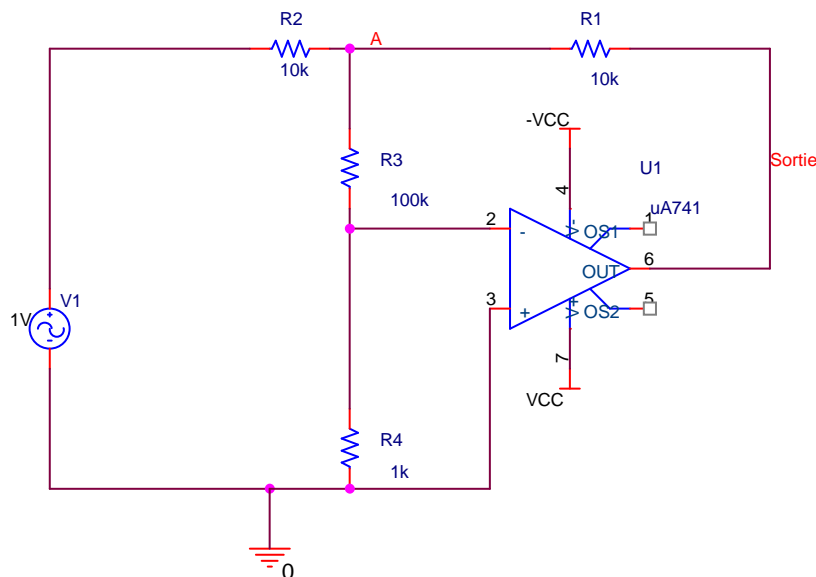 R2
R1
A
10k
10k
-VCC
R3
Sortie
U1
4
100k
uA741
2
-
V-
OS1
1
6
OUT
V1
1V
3
+
V+
OS2
5
7
VCC
R4
1k
0